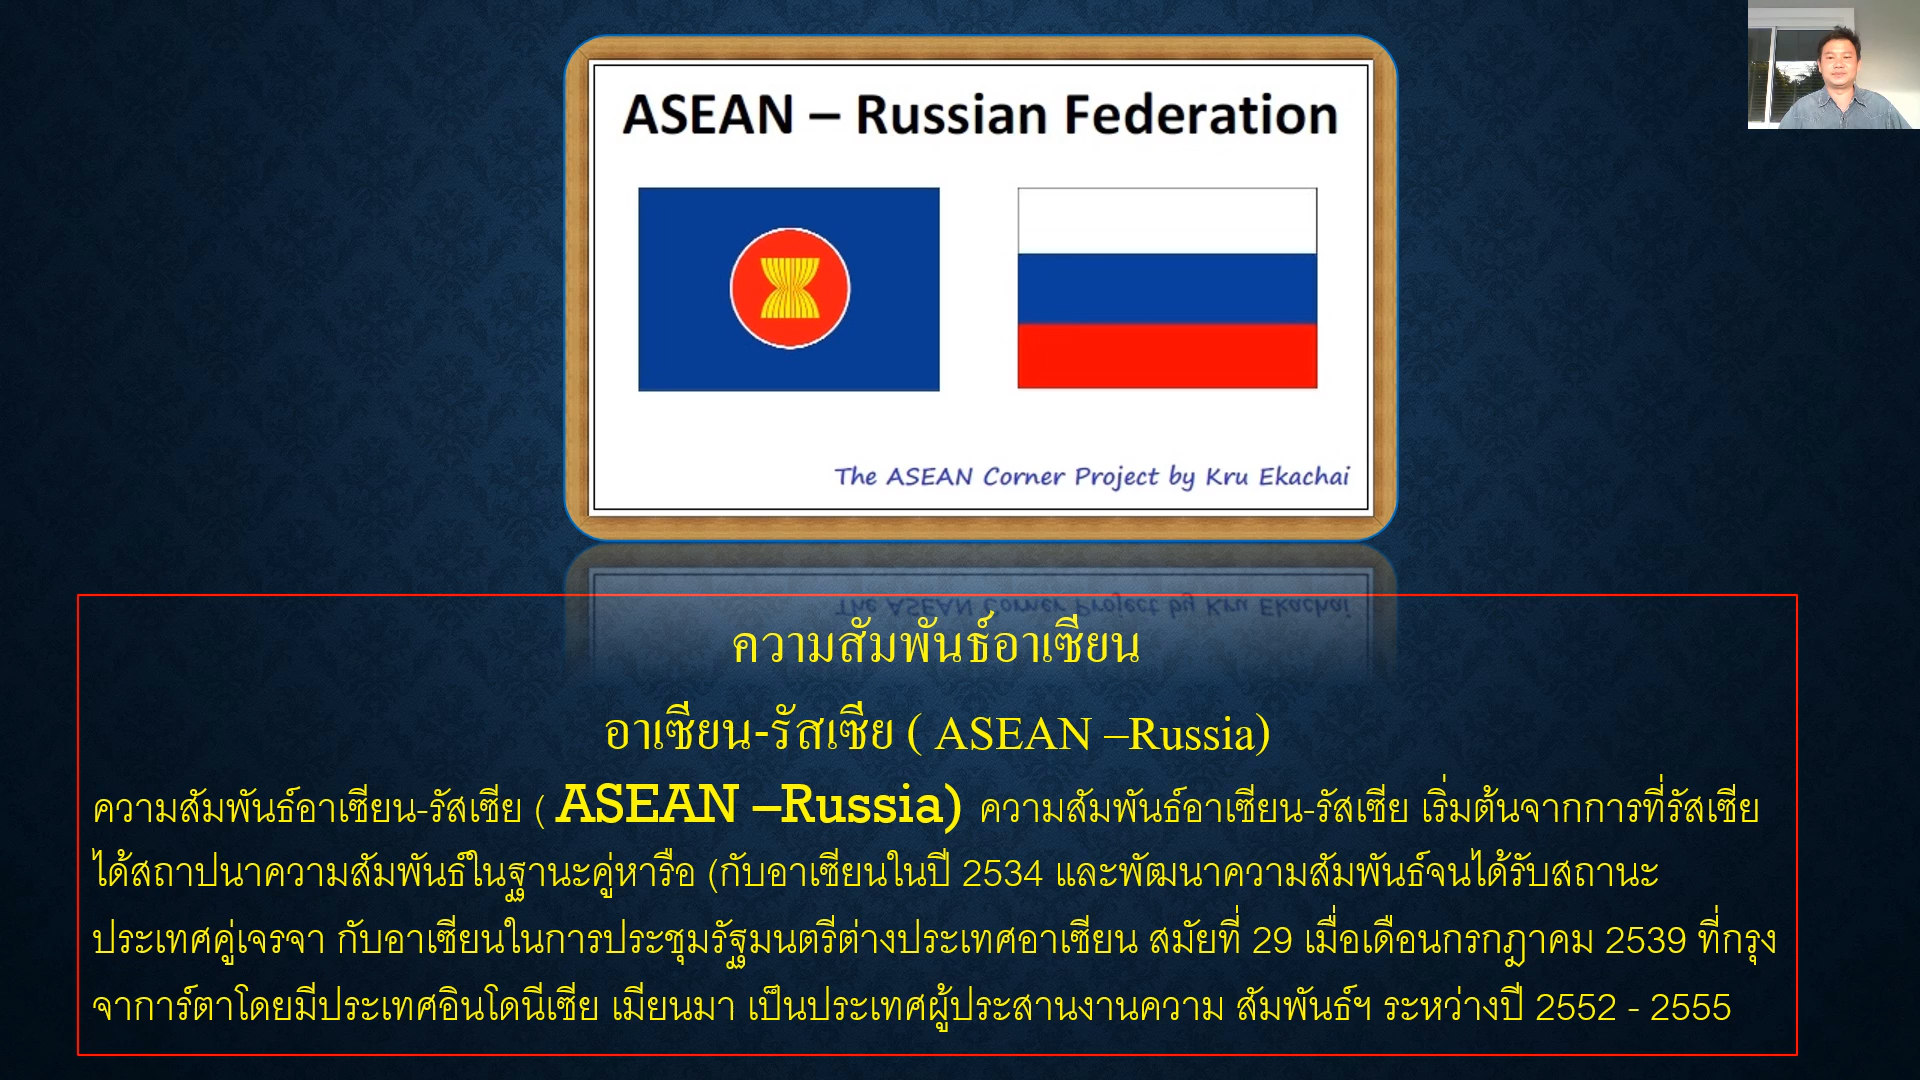 ASEAN – Russian Federation
The ASEAN Corner Project by Kru Ekachai
ความสัมพันธ์อาเซียน
อาเซียน-รัสเซีย ( ASEAN –Russia)
ความสัมพันธ์อาเซียน-รัสเซีย ( ASEAN –Russia) ความสัมพันธ์อาเซียน-รัสเซีย เริ่มต้นจากการที่รัสเซีย
ได้สถาปนาความสัมพันธ์ในฐานะคู่หารือ (กับอาเซียนในปี 2534 และพัฒนาความสัมพันธ์จนได้รับสถานะ
ประเทศคู่เจรจา กับอาเซียนในการประชุมรัฐมนตรีต่างประเทศอาเซียน สมัยที่ 29 เมื่อเดือนกรกฎาคม 2539 ที่กรุง
จาการ์ตาโดยมีประเทศอินโดนีเซีย เมียนมา เป็นประเทศผู้ประสานงานความ สัมพันธ์ฯ ระหว่างปี 2552 - 2555